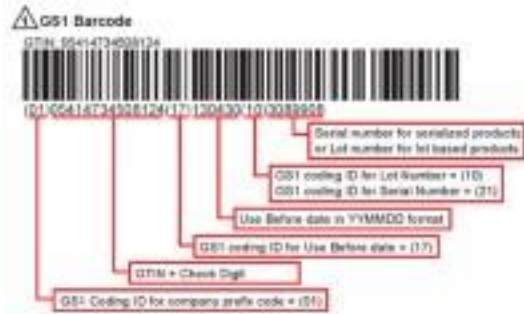 GS1 Barcode
GTIN 05414734508124
(01)05414734508124(17)130430(10)3089908
Serial number for serialized products;
or Lot number for lot based products
GS1 coding ID for Lot Number = (10)
GS1 coding ID for Serial Number = (21)
Use Before date in YYMMDD format
GS1 coding ID for Use Before date = (17)
GTIN + Check Digit
GS1 Coding ID for company prefix code = (01)